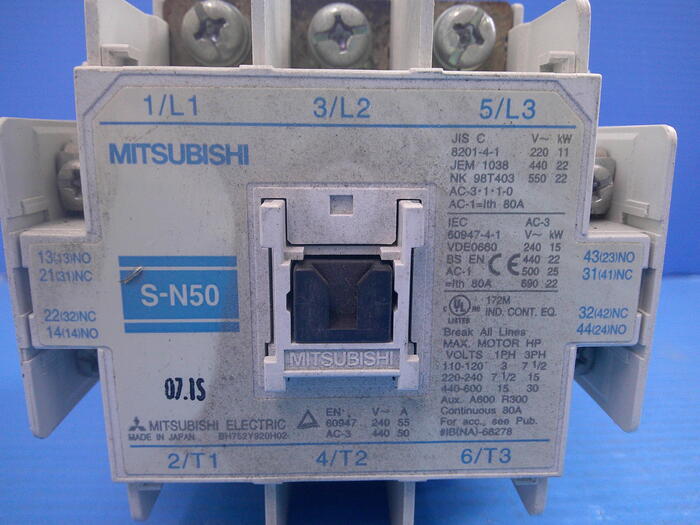 1/L1 3/L2 5/L3
MITSUBISHI
JIS C V~ kW
8201-4-1 220 11
JEM 1038 440 22
NK 98T403 550 22
AC-3・1・1-0
AC-1=Ith 80A
IEC AC-3
60947-4-1 V~ kW
VDE0660 240 15
BS EN 440 22
AC-1 CE 500 25
=Ith 80A 690 22
13(13)NO
21(31)NC
22(32)NC
14(14)NO
43(23)NO
31(41)NC
32(42)NC
44(24)NO
S-N50
C UL US 172M
LISTED IND. CONT. EQ.
Break All Lines
MAX. MOTOR HP
VOLTS 1PH 3PH
110-120 3 7 1/2
220-240 7 1/2 15
440-600 15 30
Aux. A600 R300
Continuous 80A
For acc., see Pub.
#IB(NA)-68278
MITSUBISHI
07.IS
MITSUBISHI ELECTRIC
MADE IN JAPAN BH752Y920H02
EN V~ A
60947 240 55
AC-3 440 50
2/T1 4/T2 6/T3